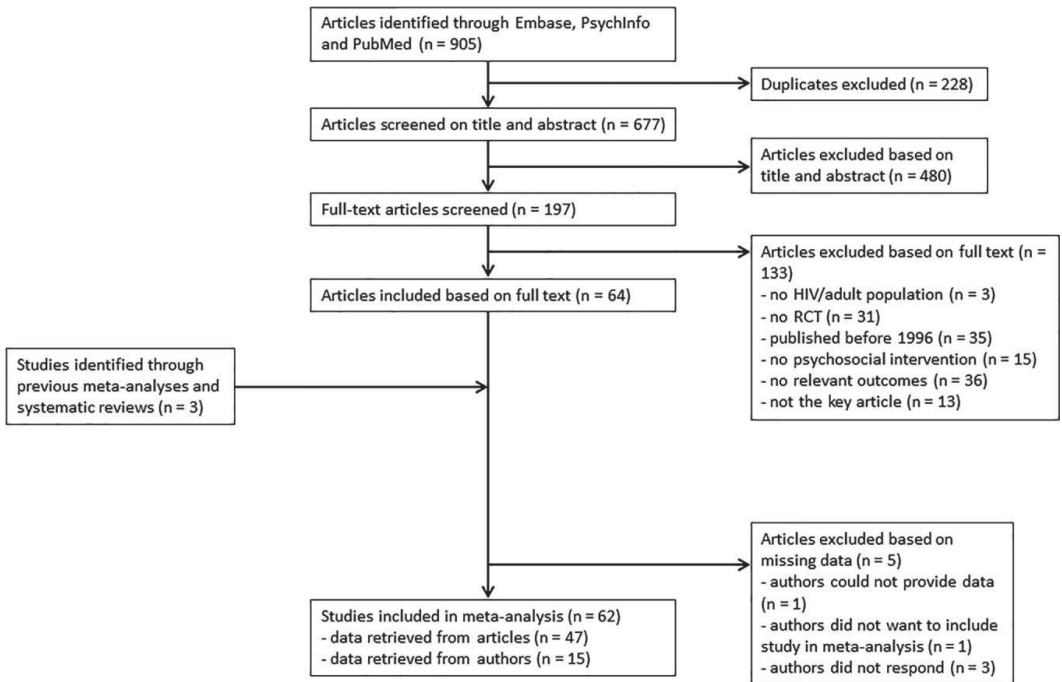 Articles identified through Embase, PsychInfo
and PubMed (n = 905)
Duplicates excluded (n = 228)
Articles screened on title and abstract (n = 677)
Articles excluded based on
title and abstract (n = 480)
Full-text articles screened (n = 197)
Articles excluded based on full text (n =
133)
- no HIV/adult population (n = 3)
- no RCT (n = 31)
- published before 1996 (n = 35)
- no psychosocial intervention (n = 15)
- no relevant outcomes (n = 36)
- not the key article (n = 13)
Articles included based on full text (n = 64)
Studies identified through
previous meta-analyses and
systematic reviews (n = 3)
Articles excluded based on
missing data (n = 5)
- authors could not provide data
(n = 1)
- authors did not want to include
study in meta-analysis (n = 1)
- authors did not respond (n = 3)
Studies included in meta-analysis (n = 62)
- data retrieved from articles (n = 47)
- data retrieved from authors (n = 15)